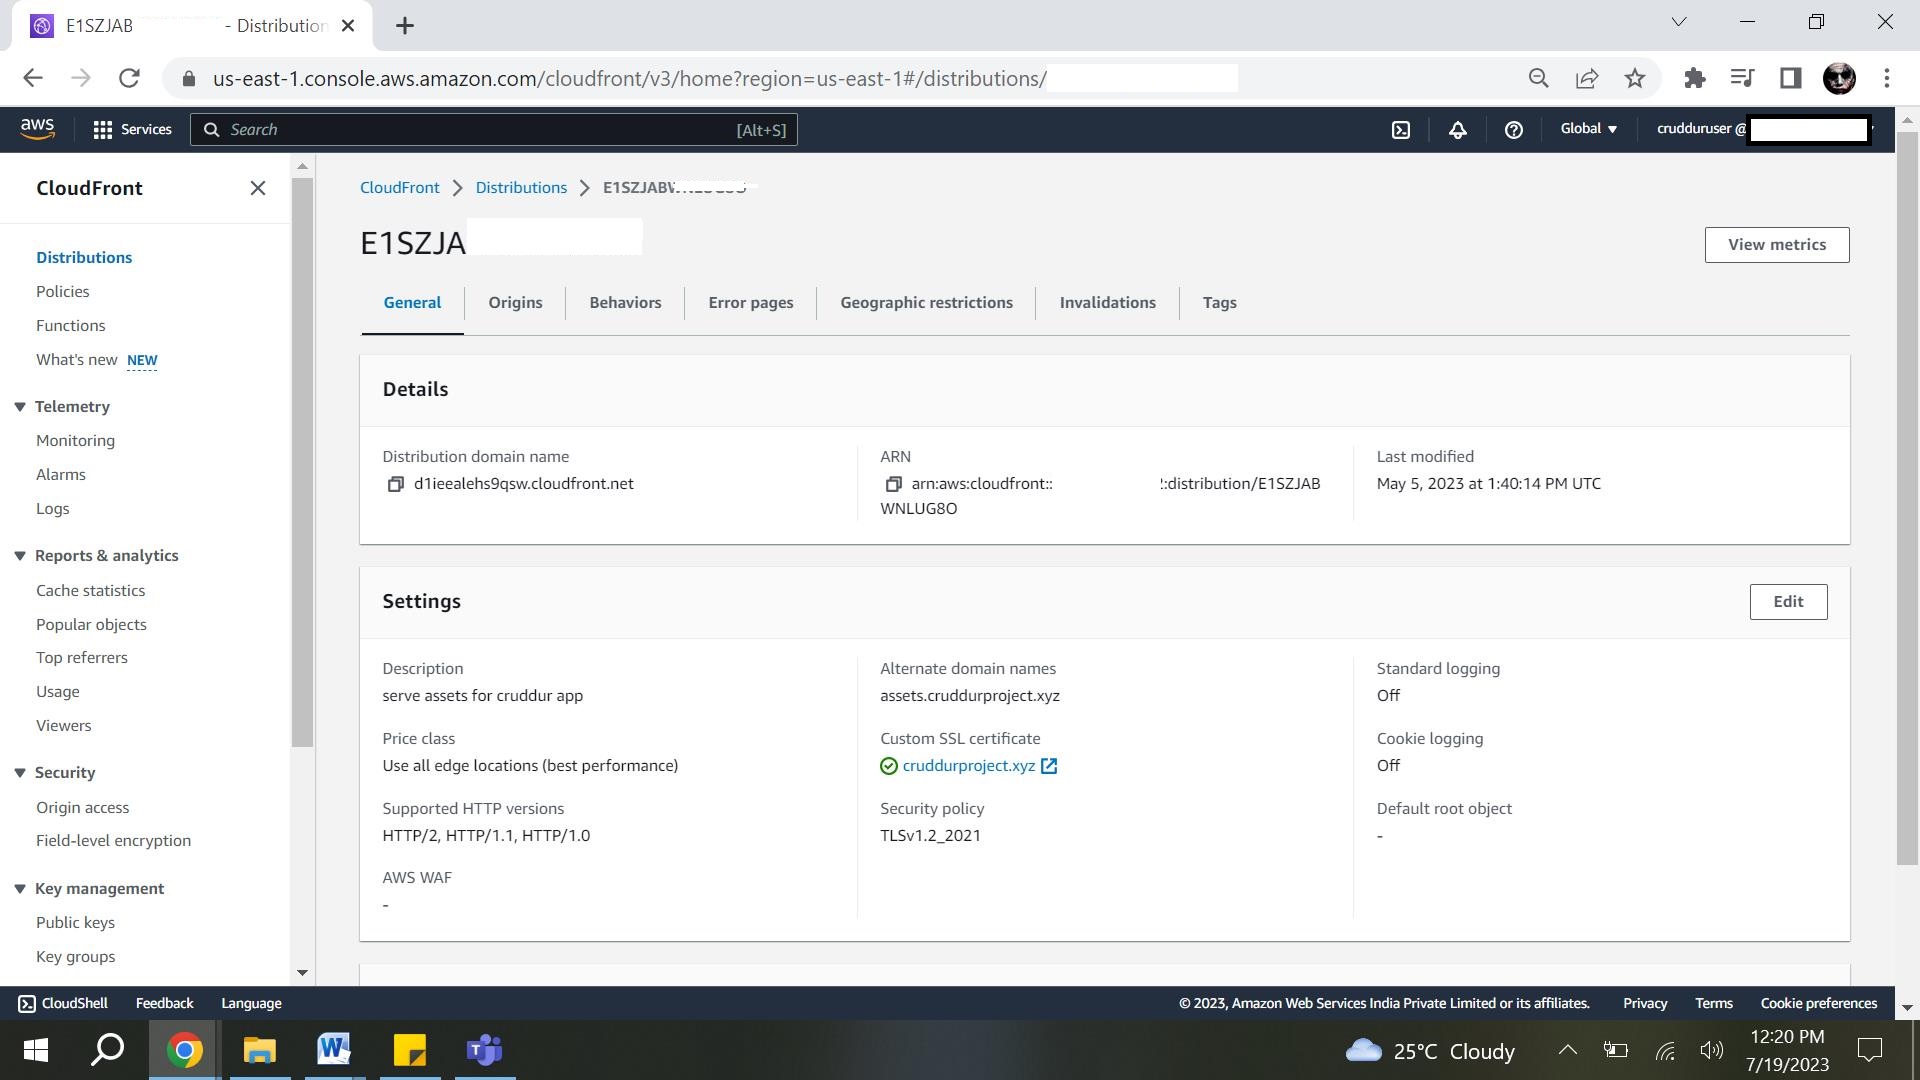 E1SZJAB - Distribution
us-east-1.console.aws.amazon.com/cloudfront/v3/home?region=us-east-1#/distributions/
aws Services Search [Alt+S] Global crudduruser @
CloudFront
Distributions
Policies
Functions
What's new NEW
Telemetry
Monitoring
Alarms
Logs
Reports & analytics
Cache statistics
Popular objects
Top referrers
Usage
Viewers
Security
Origin access
Field-level encryption
Key management
Public keys
Key groups
CloudFront Distributions
E1SZJA
View metrics
General Origins Behaviors Error pages Geographic restrictions Invalidations Tags
Details
Distribution domain name
d1ieealehs9qsw.cloudfront.net
ARN
arn:aws:cloudfront:: :distribution/E1SZJAB
WNLUG8O
Last modified
May 5, 2023 at 1:40:14 PM UTC
Settings
Edit
Description
serve assets for cruddur app
Price class
Use all edge locations (best performance)
Supported HTTP versions
HTTP/2, HTTP/1.1, HTTP/1.0
AWS WAF
-
Alternate domain names
assets.cruddurproject.xyz
Custom SSL certificate
cruddurproject.xyz
Security policy
TLSv1.2_2021
Standard logging
Off
Cookie logging
Off
Default root object
-
CloudShell Feedback Language © 2023, Amazon Web Services India Private Limited or its affiliates. Privacy Terms Cookie preferences
25°C Cloudy
12:20 PM
7/19/2023